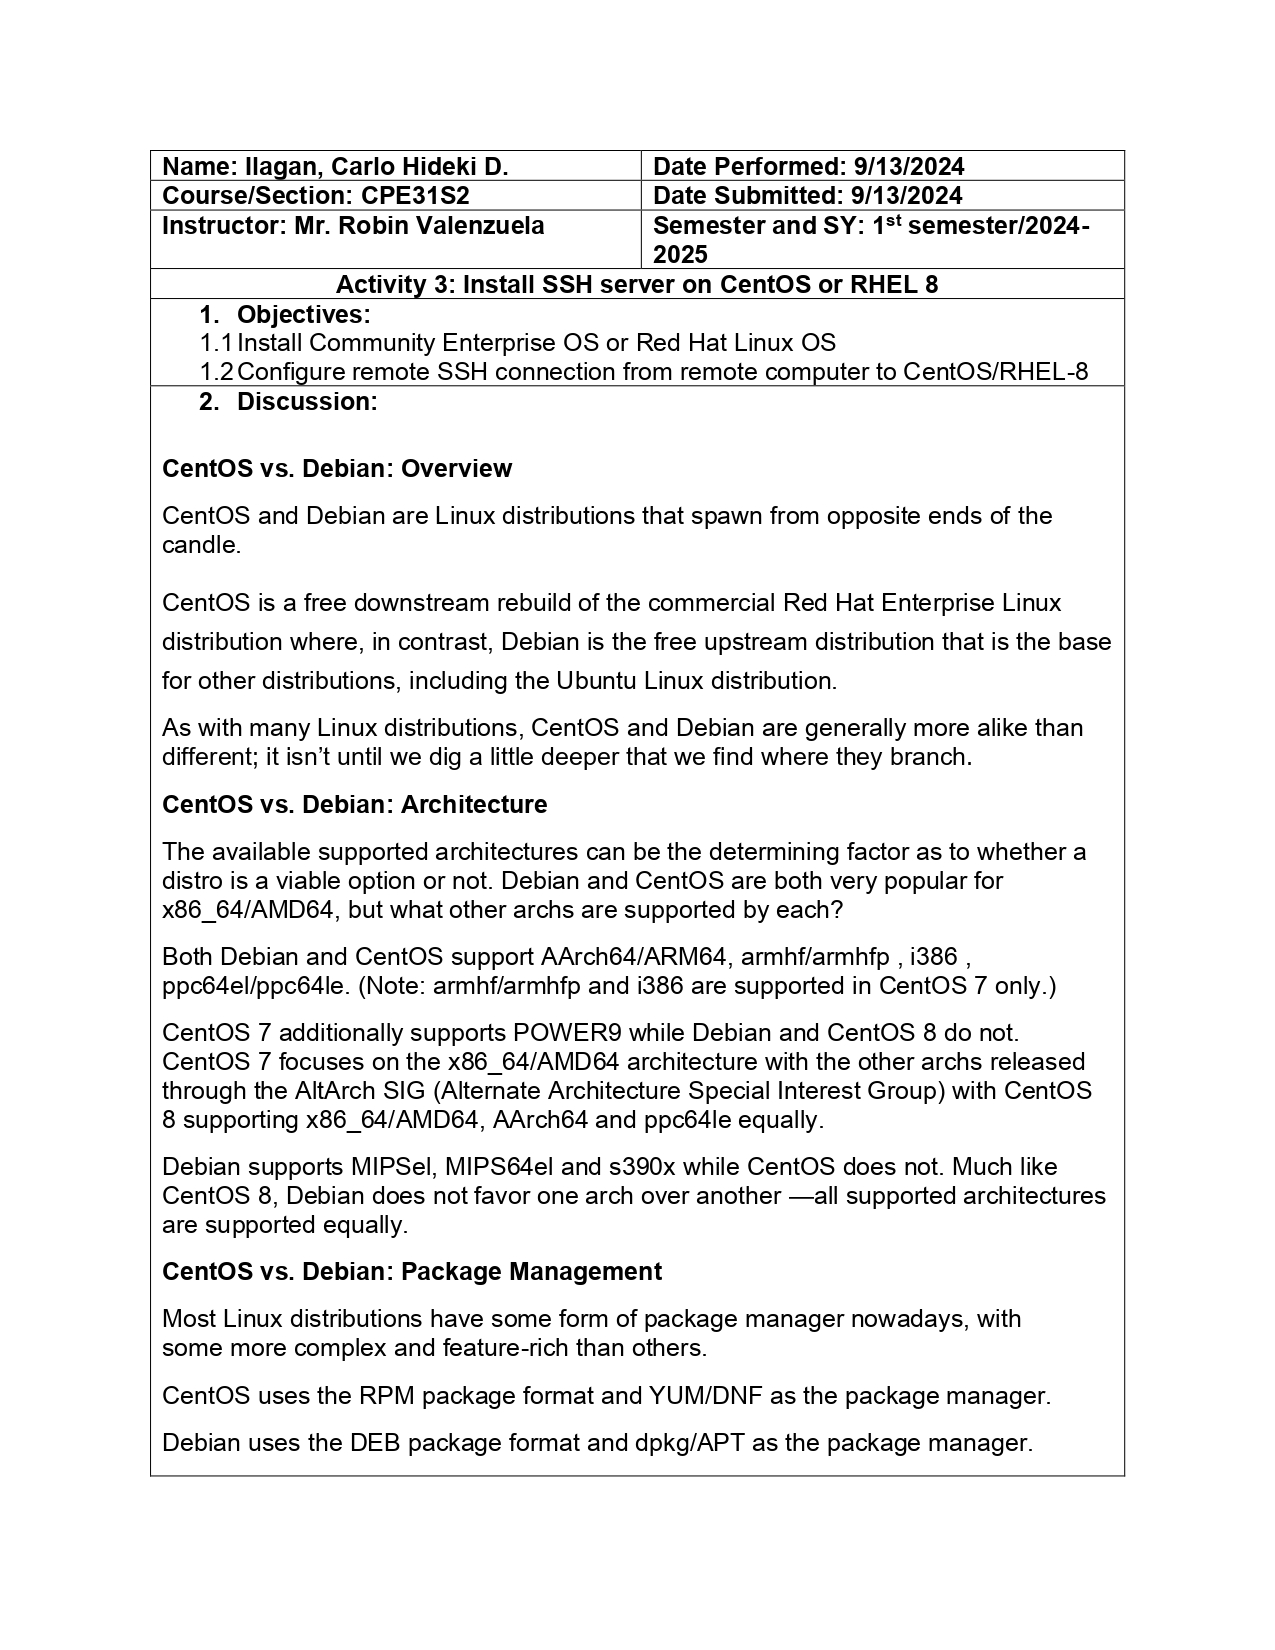 Name: Ilagan, Carlo Hideki D.
Date Performed: 9/13/2024
Course/Section: CPE31S2
Date Submitted: 9/13/2024
Instructor: Mr. Robin Valenzuela
Semester and SY: 1st semester/2024-
2025
Activity 3: Install SSH server on CentOS or RHEL 8
1. Objectives:
1.1 Install Community Enterprise OS or Red Hat Linux OS
1.2 Configure remote SSH connection from remote computer to CentOS/RHEL-8
2. Discussion:
CentOS vs. Debian: Overview
CentOS and Debian are Linux distributions that spawn from opposite ends of the
candle.
CentOS is a free downstream rebuild of the commercial Red Hat Enterprise Linux
distribution where, in contrast, Debian is the free upstream distribution that is the base
for other distributions, including the Ubuntu Linux distribution.
As with many Linux distributions, CentOS and Debian are generally more alike than
different; it isn’t until we dig a little deeper that we find where they branch.
CentOS vs. Debian: Architecture
The available supported architectures can be the determining factor as to whether a
distro is a viable option or not. Debian and CentOS are both very popular for
x86_64/AMD64, but what other archs are supported by each?
Both Debian and CentOS support AArch64/ARM64, armhf/armhfp , i386 ,
ppc64el/ppc64le. (Note: armhf/armhfp and i386 are supported in CentOS 7 only.)
CentOS 7 additionally supports POWER9 while Debian and CentOS 8 do not.
CentOS 7 focuses on the x86_64/AMD64 architecture with the other archs released
through the AltArch SIG (Alternate Architecture Special Interest Group) with CentOS
8 supporting x86_64/AMD64, AArch64 and ppc64le equally.
Debian supports MIPSel, MIPS64el and s390x while CentOS does not. Much like
CentOS 8, Debian does not favor one arch over another —all supported architectures
are supported equally.
CentOS vs. Debian: Package Management
Most Linux distributions have some form of package manager nowadays, with
some more complex and feature-rich than others.
CentOS uses the RPM package format and YUM/DNF as the package manager.
Debian uses the DEB package format and dpkg/APT as the package manager.